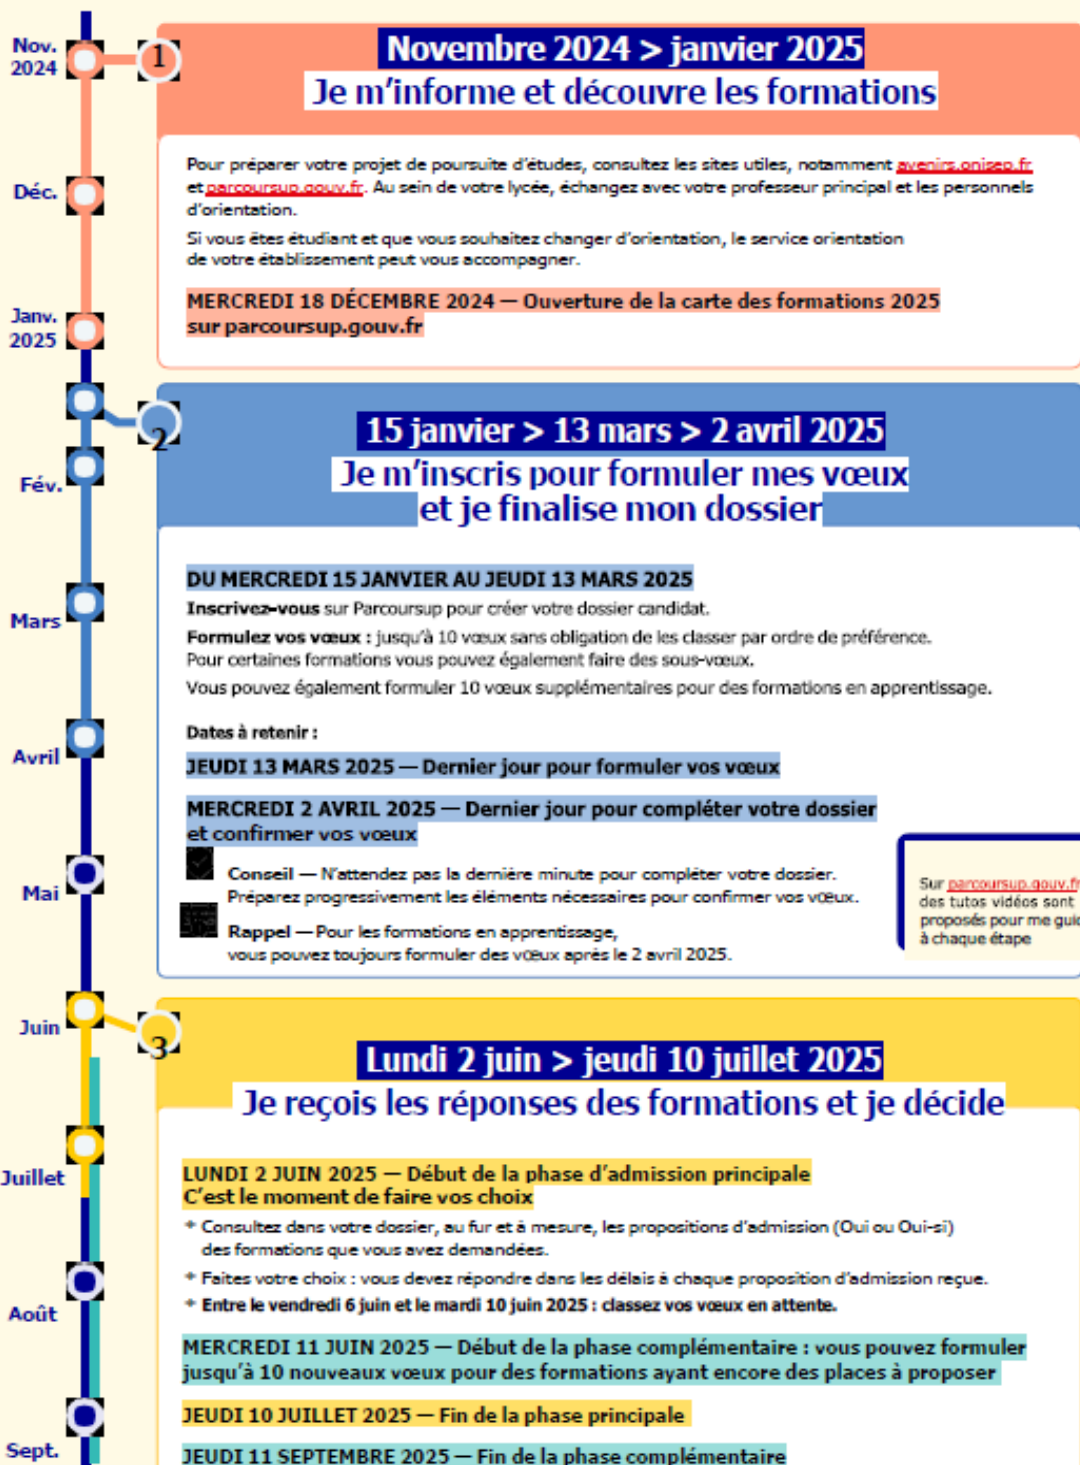 Nov.
2024
Déc.
Janv.
2025
Fév.
Mars
Avril
Mai
Juin
Juillet
Août
Sept.
1
Novembre 2024 > janvier 2025
Je m’informe et découvre les formations
Pour préparer votre projet de poursuite d’études, consultez les sites utiles, notamment avenirs.onisep.fr
et parcoursup.gouv.fr. Au sein de votre lycée, échangez avec votre professeur principal et les personnels
d’orientation.
Si vous êtes étudiant et que vous souhaitez changer d’orientation, le service orientation
de votre établissement peut vous accompagner.
MERCREDI 18 DÉCEMBRE 2024 — Ouverture de la carte des formations 2025
sur parcoursup.gouv.fr
2
15 janvier > 13 mars > 2 avril 2025
Je m’inscris pour formuler mes vœux
et je finalise mon dossier
DU MERCREDI 15 JANVIER AU JEUDI 13 MARS 2025
Inscrivez-vous sur Parcoursup pour créer votre dossier candidat.
Formulez vos vœux : jusqu’à 10 vœux sans obligation de les classer par ordre de préférence.
Pour certaines formations vous pouvez également faire des sous-vœux.
Vous pouvez également formuler 10 vœux supplémentaires pour des formations en apprentissage.
Dates à retenir :
JEUDI 13 MARS 2025 — Dernier jour pour formuler vos vœux
MERCREDI 2 AVRIL 2025 — Dernier jour pour compléter votre dossier
et confirmer vos vœux
Conseil — N’attendez pas la dernière minute pour compléter votre dossier.
Préparez progressivement les éléments nécessaires pour confirmer vos vœux.
Rappel — Pour les formations en apprentissage,
vous pouvez toujours formuler des vœux après le 2 avril 2025.
Sur parcoursup.gouv.fr
des tutos vidéos sont
proposés pour me guid
à chaque étape
3
Lundi 2 juin > jeudi 10 juillet 2025
Je reçois les réponses des formations et je décide
LUNDI 2 JUIN 2025 — Début de la phase d’admission principale
C’est le moment de faire vos choix
* Consultez dans votre dossier, au fur et à mesure, les propositions d’admission (Oui ou Oui-si)
des formations que vous avez demandées.
* Faites votre choix : vous devez répondre dans les délais à chaque proposition d’admission reçue.
* Entre le vendredi 6 juin et le mardi 10 juin 2025 : classez vos vœux en attente.
MERCREDI 11 JUIN 2025 — Début de la phase complémentaire : vous pouvez formuler
jusqu’à 10 nouveaux vœux pour des formations ayant encore des places à proposer
JEUDI 10 JUILLET 2025 — Fin de la phase principale
JEUDI 11 SEPTEMBRE 2025 — Fin de la phase complémentaire